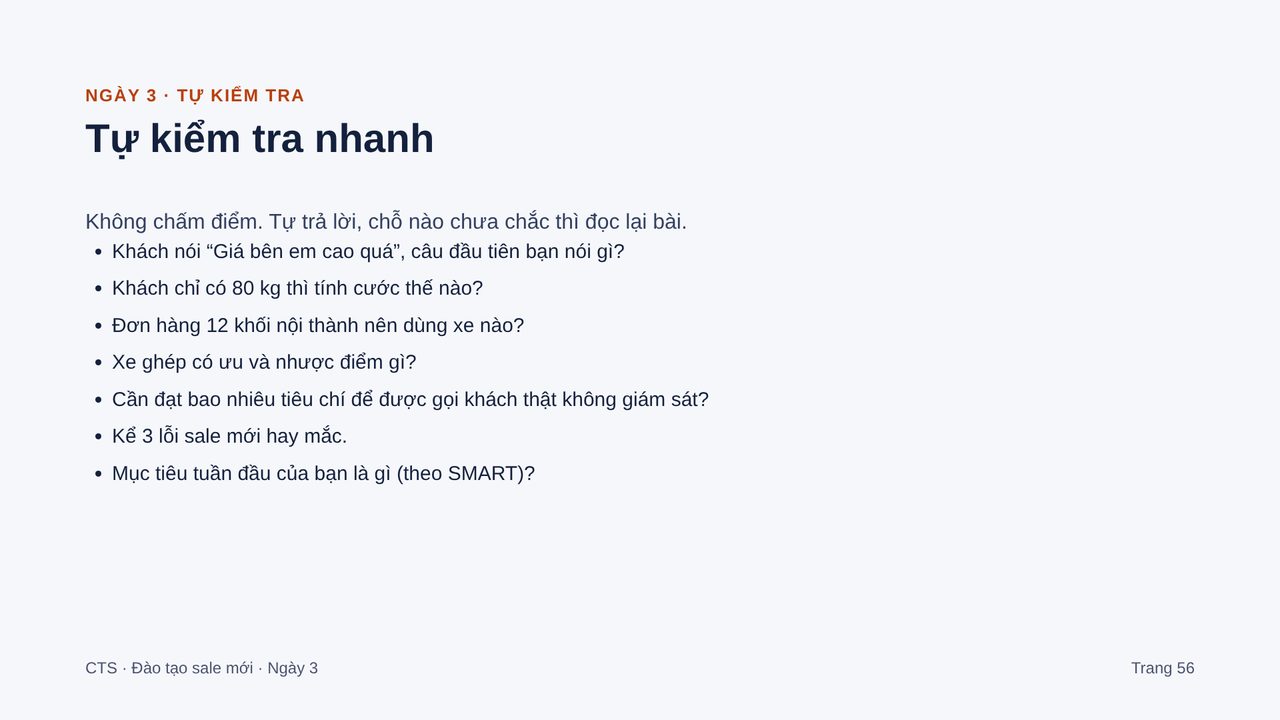 NGÀY 3 · TỰ KIỂM TRA
Tự kiểm tra nhanh
Không chấm điểm. Tự trả lời, chỗ nào chưa chắc thì đọc lại bài.
• Khách nói “Giá bên em cao quá”, câu đầu tiên bạn nói gì?
• Khách chỉ có 80 kg thì tính cước thế nào?
• Đơn hàng 12 khối nội thành nên dùng xe nào?
• Xe ghép có ưu và nhược điểm gì?
• Cần đạt bao nhiêu tiêu chí để được gọi khách thật không giám sát?
• Kể 3 lỗi sale mới hay mắc.
• Mục tiêu tuần đầu của bạn là gì (theo SMART)?
CTS · Đào tạo sale mới · Ngày 3
Trang 56